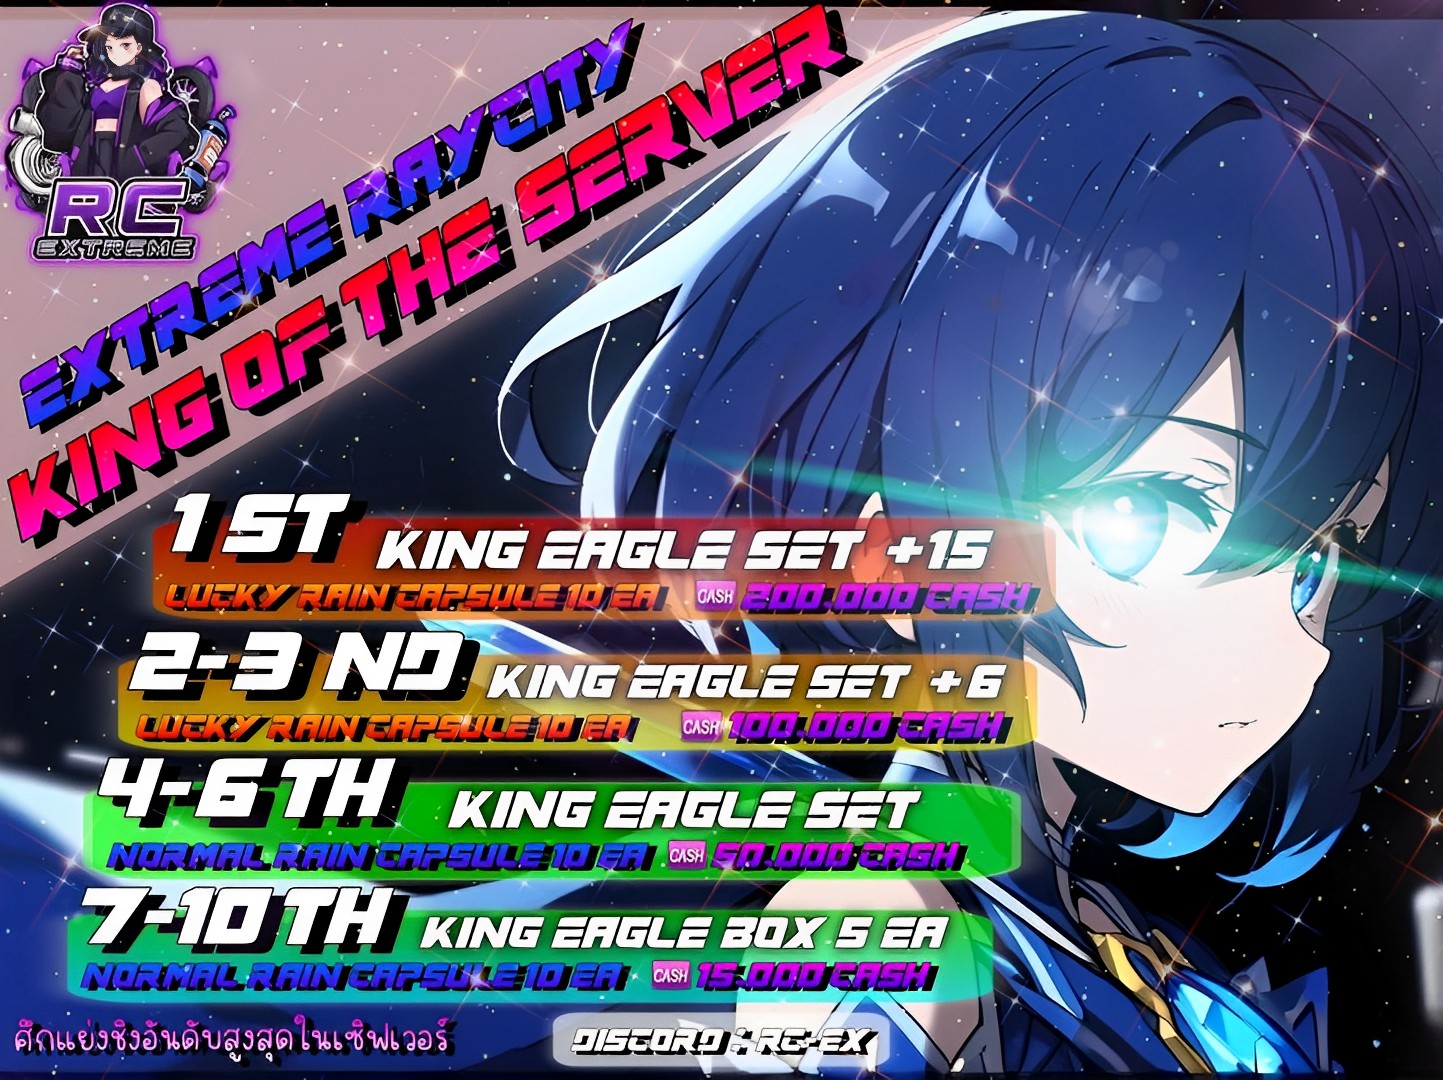 RC
EXTREME
EXTREME RAYCITY
KING OF THE SERVER
1 ST
KING EAGLE SET +15
LUCKY RAIN CAPSULE 10 EA
CASH 200.000 CASH
2-3 ND
KING EAGLE SET +6
LUCKY RAIN CAPSULE 10 EA
CASH 100.000 CASH
4-6 TH
KING EAGLE SET
NORMAL RAIN CAPSULE 10 EA
CASH 50.000 CASH
7-10 TH
KING EAGLE BOX 5 EA
NORMAL RAIN CAPSULE 10 EA
CASH 15.000 CASH
ศึกแย่งชิงอันดับสูงสุดในเซิฟเวอร์
DISCORD : RC-EX